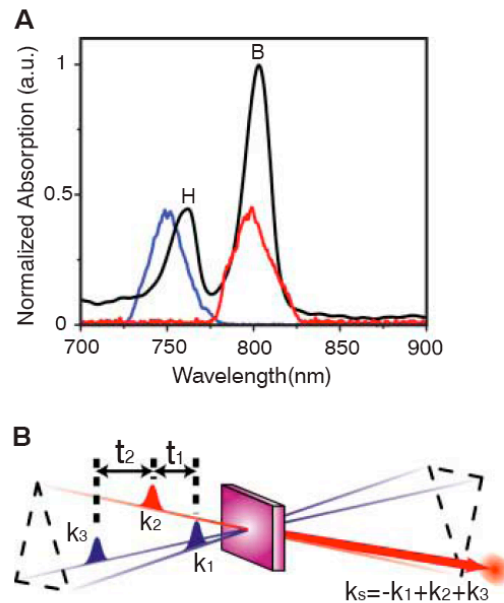 A
Normalized Absorption (a.u.)
1
0.5
0
B
H
700 750 800 850 900
Wavelength(nm)
B
t₂ t₁
k₃
k₂
k₁
kₛ=-k₁+k₂+k₃